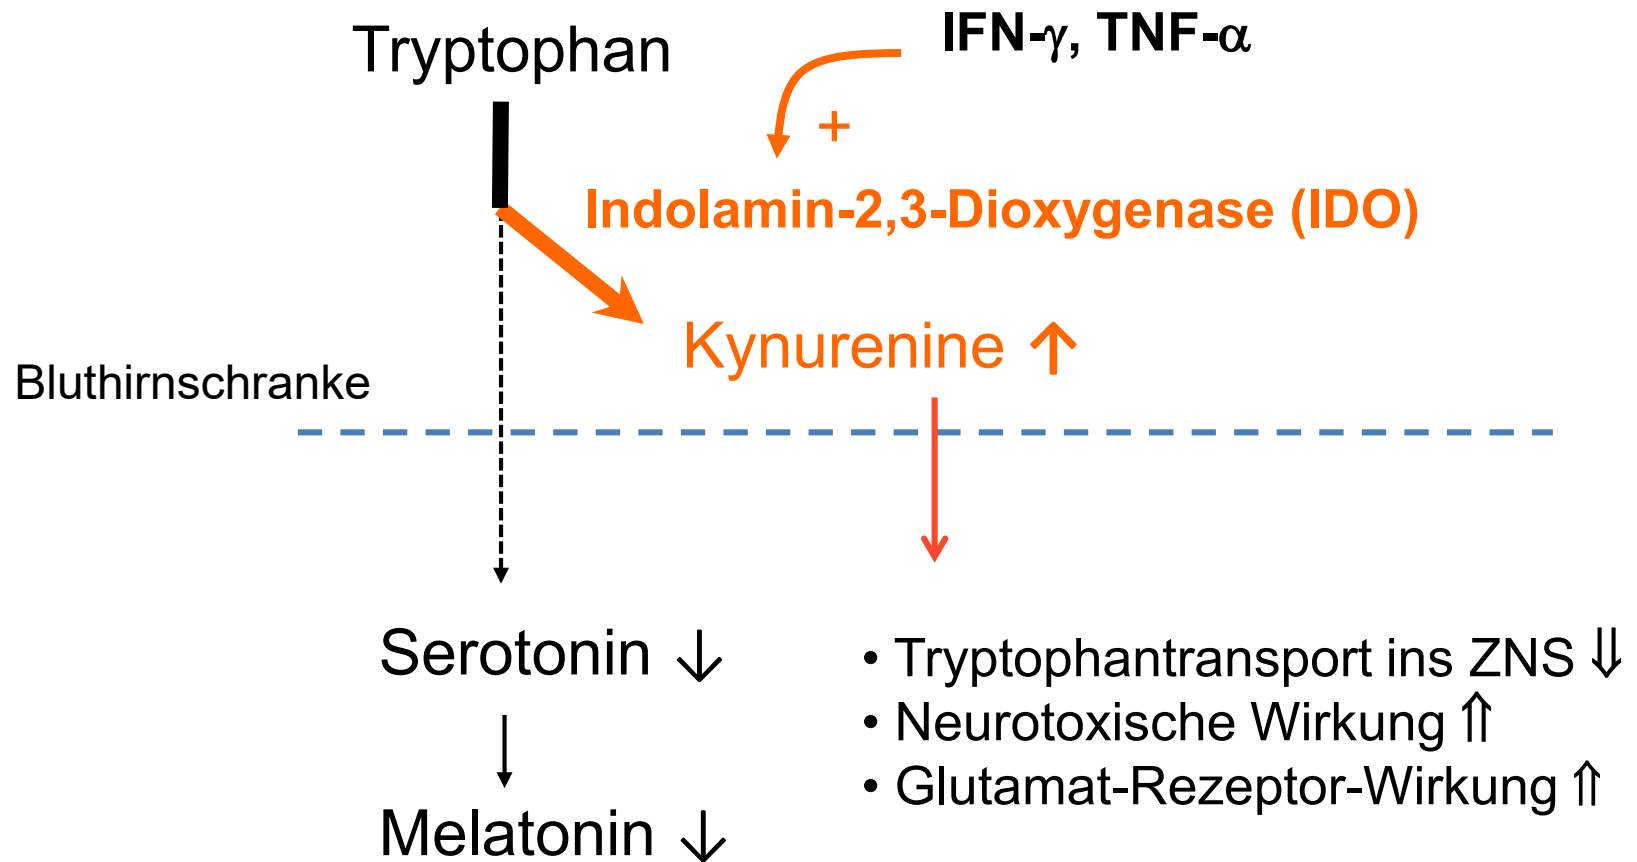 Tryptophan
IFN-γ, TNF-α
+
Indolamin-2,3-Dioxygenase (IDO)
Kynurenine ↑
Bluthirnschranke
Serotonin ↓
Melatonin ↓
• Tryptophantransport ins ZNS ⇓
• Neurotoxische Wirkung ⇑
• Glutamat-Rezeptor-Wirkung ⇑